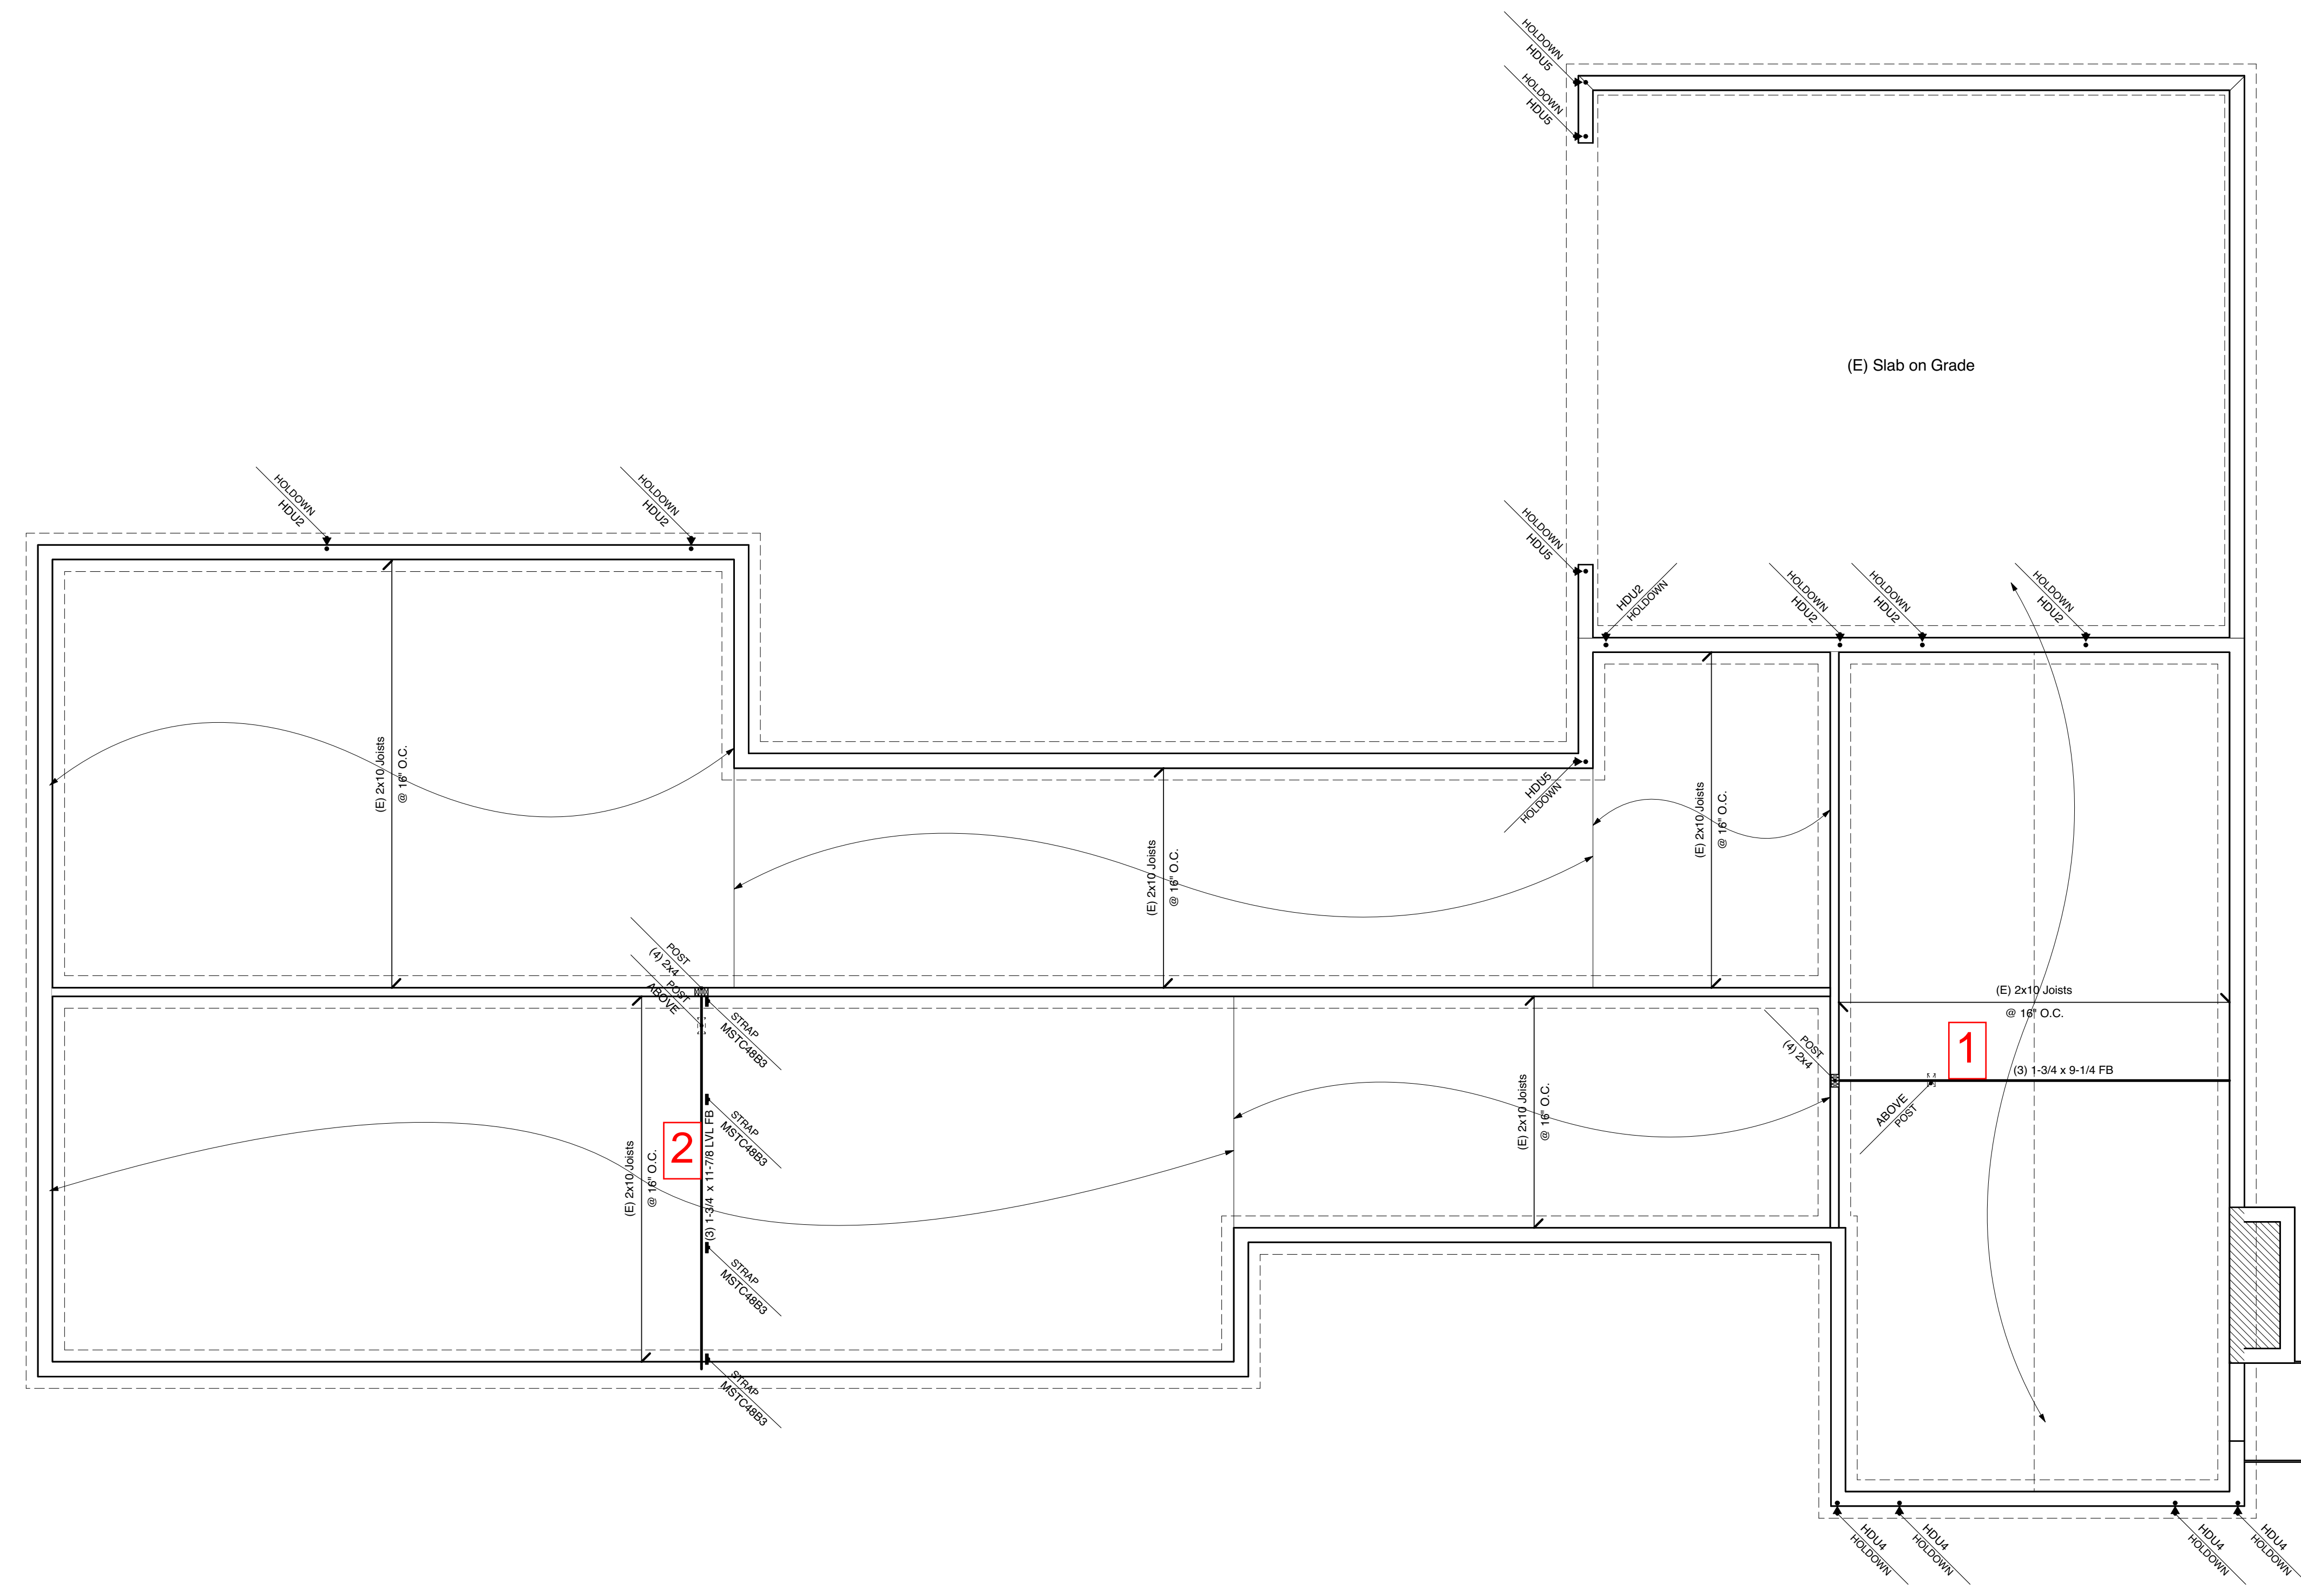 HOLDOWN
HDU5
HOLDOWN
HDU5
(E) Slab on Grade
HOLDOWN
HDU2
HOLDOWN
HDU2
HOLDOWN
HDU5
HDU2
HOLDOWN
HOLDOWN
HDU2
HOLDOWN
HDU2
HOLDOWN
HDU2
(E) 2x10 Joists
@ 16" O.C.
HDU5
HOLDOWN
(E) 2x10 Joists
@ 16" O.C.
(E) 2x10 Joists
@ 16" O.C.
POST
(4) 2x4
POST
ABOVE
STRAP
MSTC48B3
(E) 2x10 Joists
@ 16" O.C.
1
POST
(4) 2x4
(3) 1-3/4 x 9-1/4 FB
ABOVE
POST
STRAP
MSTC48B3
2
(E) 2x10 Joists
@ 16" O.C.
(3) 1-3/4 x 11-7/8 LVL FB
(E) 2x10 Joists
@ 16" O.C.
STRAP
MSTC48B3
STRAP
MSTC48B3
HDU4
HOLDOWN
HDU4
HOLDOWN
HDU4
HOLDOWN
HDU4
HOLDOWN